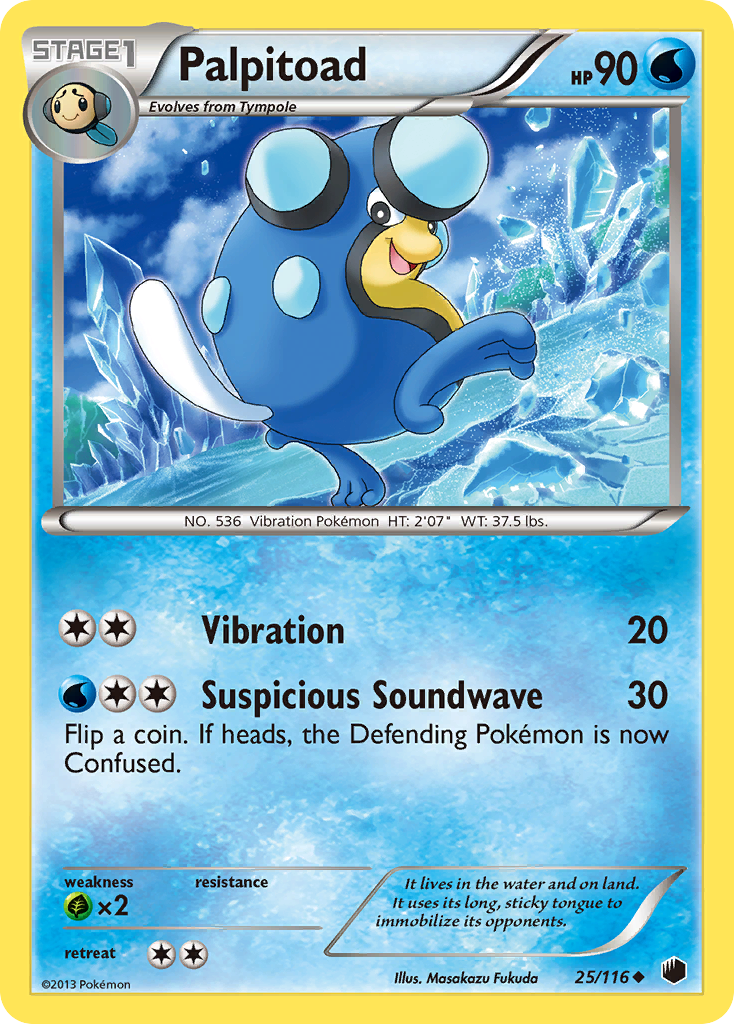 STAGE1
Palpitoad
HP90
Evolves from Tympole
NO. 536 Vibration Pokémon HT: 2'07" WT: 37.5 lbs.
Vibration 20
Suspicious Soundwave 30
Flip a coin. If heads, the Defending Pokémon is now
Confused.
weakness resistance
×2
It lives in the water and on land.
It uses its long, sticky tongue to
immobilize its opponents.
retreat
©2013 Pokémon
Illus. Masakazu Fukuda 25/116